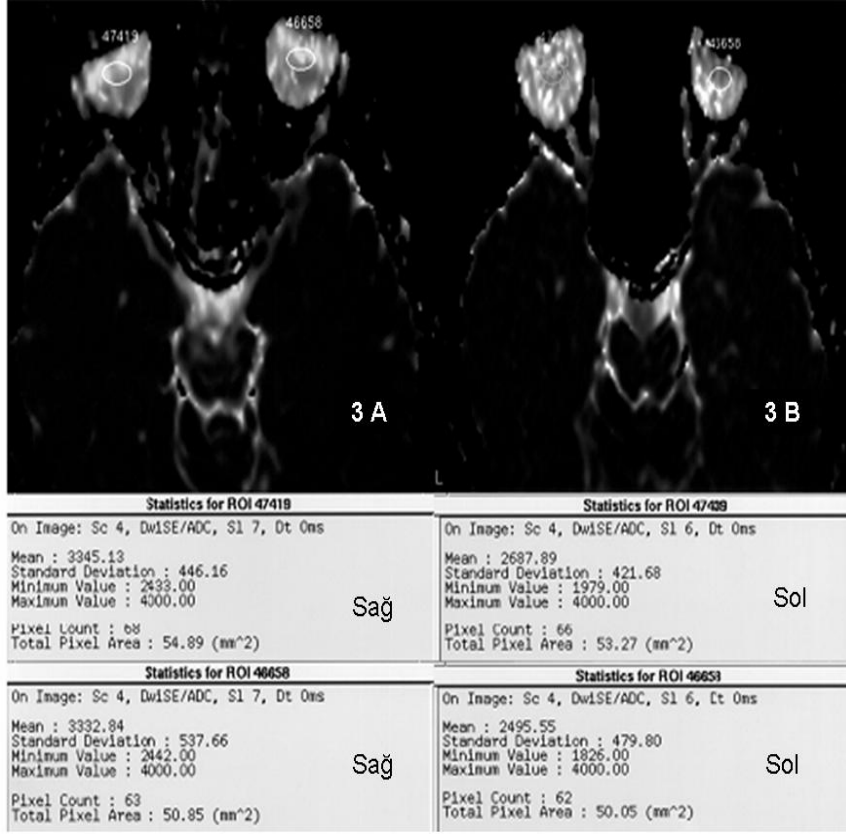 47419
46658
3 A
3 B
L
Statistics for ROI 47419
On Image: Sc 4, DwiSE/ADC, Sl 7, Dt 0ms
Mean : 3345.13
Standard Deviation : 446.16
Minimum Value : 2433.00
Maximum Value : 4000.00
Pixel Count : 68
Total Pixel Area : 54.89 (mm^2)
Sağ
Statistics for ROI 46658
On Image: Sc 4, DwiSE/ADC, Sl 7, Dt 0ms
Mean : 3332.84
Standard Deviation : 537.66
Minimum Value : 2442.00
Maximum Value : 4000.00
Pixel Count : 63
Total Pixel Area : 50.85 (mm^2)
Sağ
Statistics for ROI
On Image: Sc 4, DwiSE/ADC, Sl 6, Dt 0ms
Mean : 2687.89
Standard Deviation : 421.68
Minimum Value : 1979.00
Maximum Value : 4000.00
Pixel Count : 66
Total Pixel Area : 53.27 (mm^2)
Sol
Statistics for ROI
On Image: Sc 4, DwiSE/ADC, Sl 6, Dt 0ms
Mean : 2495.55
Standard Deviation : 479.80
Minimum Value : 1826.00
Maximum Value : 4000.00
Pixel Count : 62
Total Pixel Area : 50.05 (mm^2)
Sol